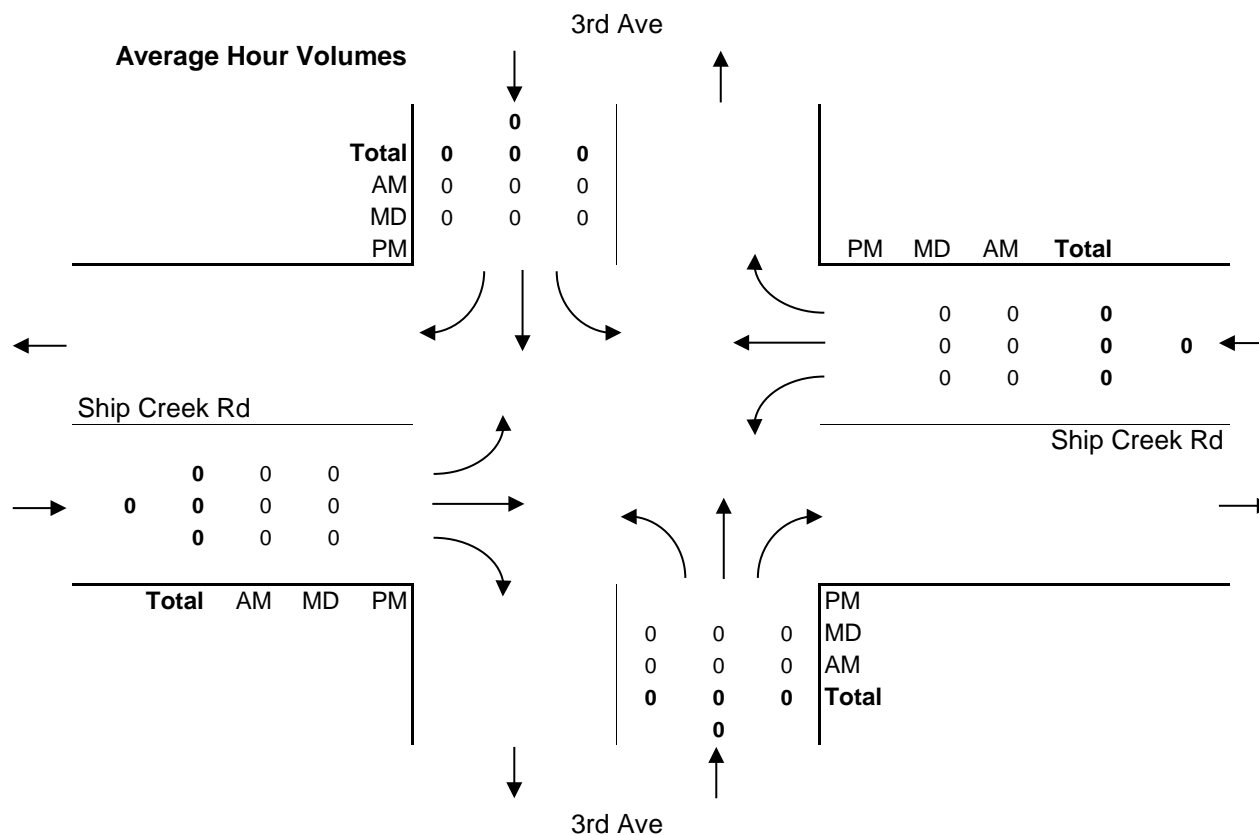 3rd Ave
Average Hour Volumes
0
Total 0 0 0
AM 0 0 0
MD 0 0 0
PM
PM MD AM Total
0 0 0
0 0 0 0
0 0 0
Ship Creek Rd
Ship Creek Rd
0 0 0
0 0 0 0
0 0 0
Total AM MD PM
PM
0 0 0 MD
0 0 0 AM
0 0 0 Total
0
3rd Ave